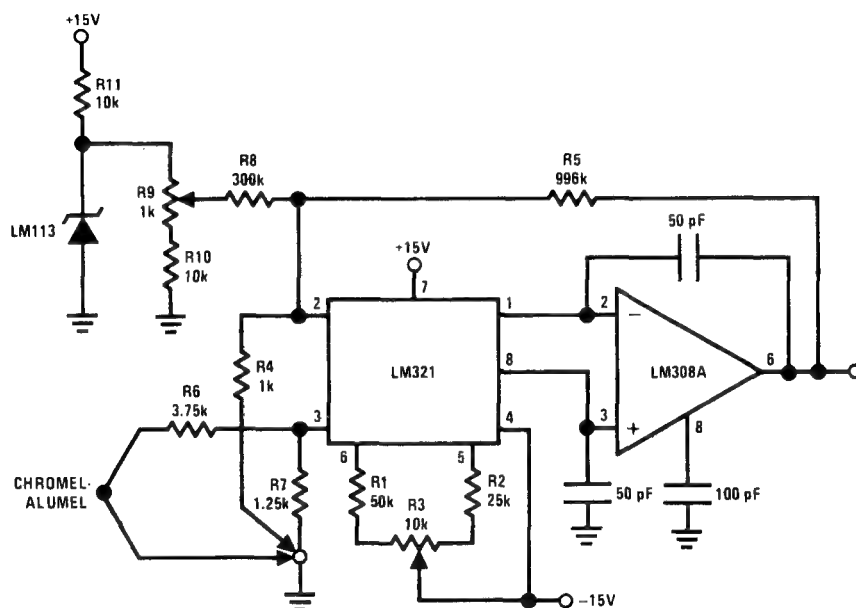 +15V
R11
10k
R9
1k
R8
300k
R5
996k
50 pF
LM113
R10
10k
+15V
7
2
1
2
−
R4
1k
LM321
8
LM308A
6
R6
3.75k
3
4
3
+
8
CHROMEL-
ALUMEL
R7
1.25k
6
5
R1
50k
R3
10k
R2
25k
50 pF
100 pF
−15V